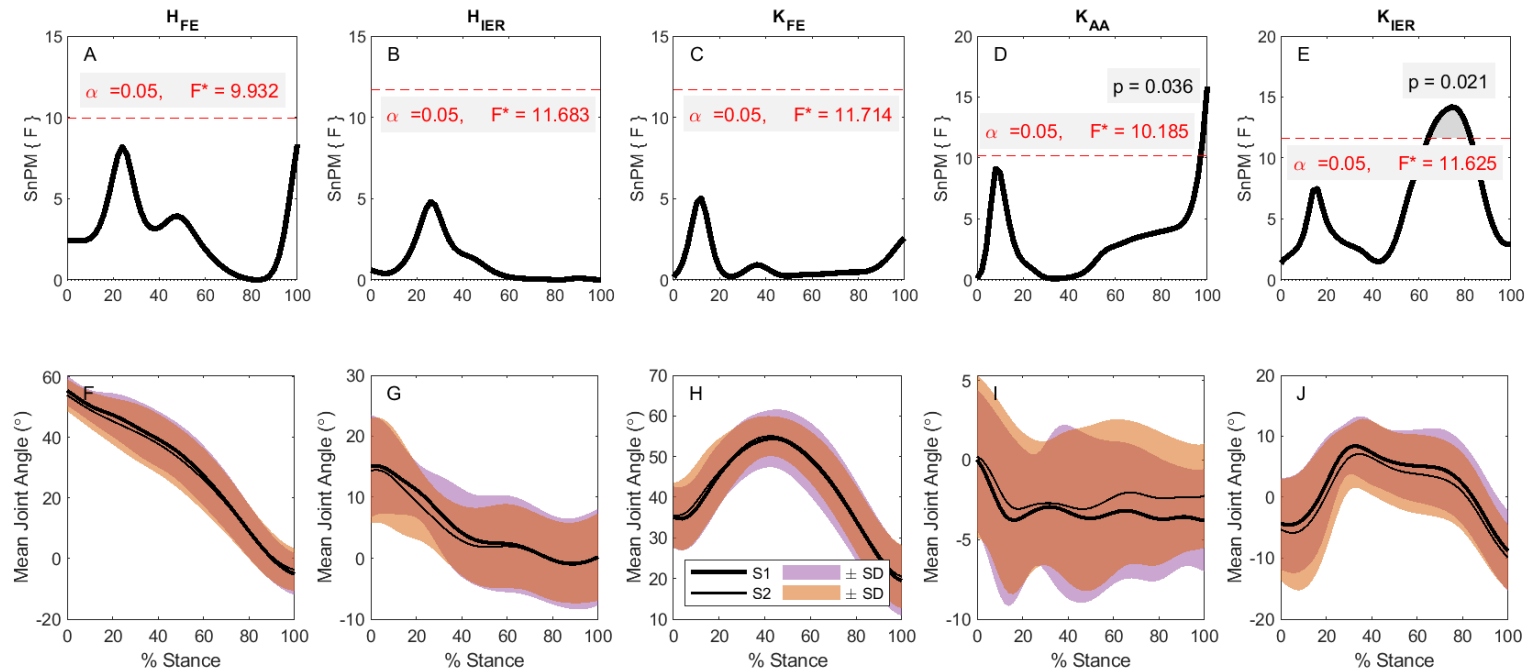 H_FE
H_IER
K_FE
K_AA
K_IER
SnPM { F }
15
10
5
0
A
α =0.05, F* = 9.932
0 20 40 60 80 100
SnPM { F }
15
10
5
0
B
α =0.05, F* = 11.683
0 20 40 60 80 100
SnPM { F }
15
10
5
0
C
α =0.05, F* = 11.714
0 20 40 60 80 100
SnPM { F }
20
15
10
5
0
D
p = 0.036
α =0.05, F* = 10.185
0 20 40 60 80 100
SnPM { F }
20
15
10
5
0
E
p = 0.021
α =0.05, F* = 11.625
0 20 40 60 80 100
Mean Joint Angle (°)
60
40
20
0
-20
F
0 20 40 60 80 100
% Stance
Mean Joint Angle (°)
30
20
10
0
-10
G
0 20 40 60 80 100
% Stance
Mean Joint Angle (°)
70
60
50
40
30
20
10
H
S1 ± SD
S2 ± SD
0 20 40 60 80 100
% Stance
Mean Joint Angle (°)
5
0
-5
-10
I
0 20 40 60 80 100
% Stance
Mean Joint Angle (°)
20
10
0
-10
-20
J
0 20 40 60 80 100
% Stance